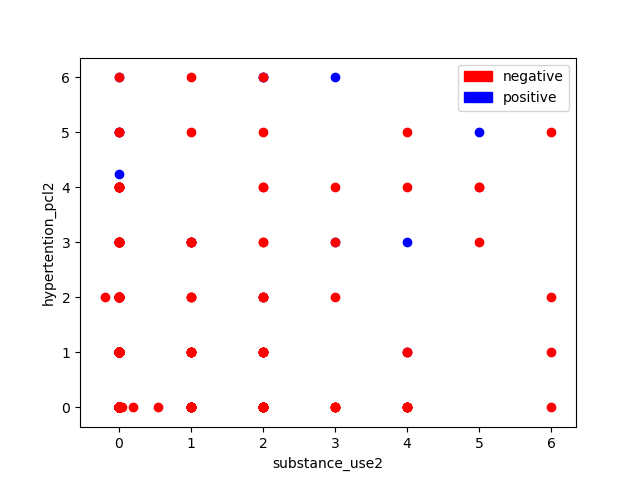 negative
positive
6
5
4
3
2
1
0
hypertention_pcl2
0 1 2 3 4 5 6
substance_use2